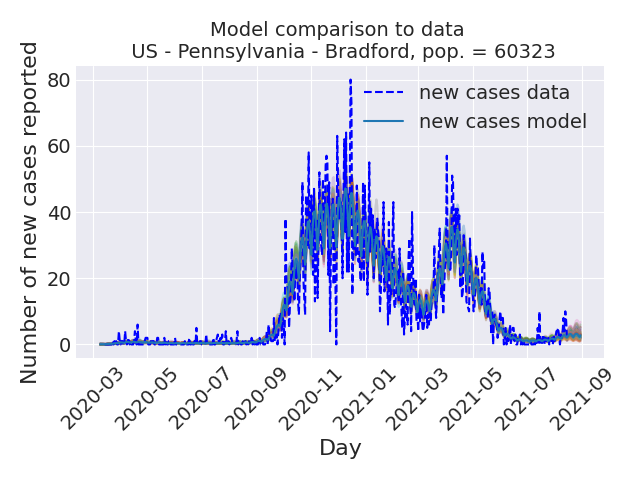 Model comparison to data
US - Pennsylvania - Bradford, pop. = 60323
Number of new cases reported
80
60
40
20
0
new cases data
new cases model
2020-03
2020-05
2020-07
2020-09
2020-11
2021-01
2021-03
2021-05
2021-07
2021-09
Day